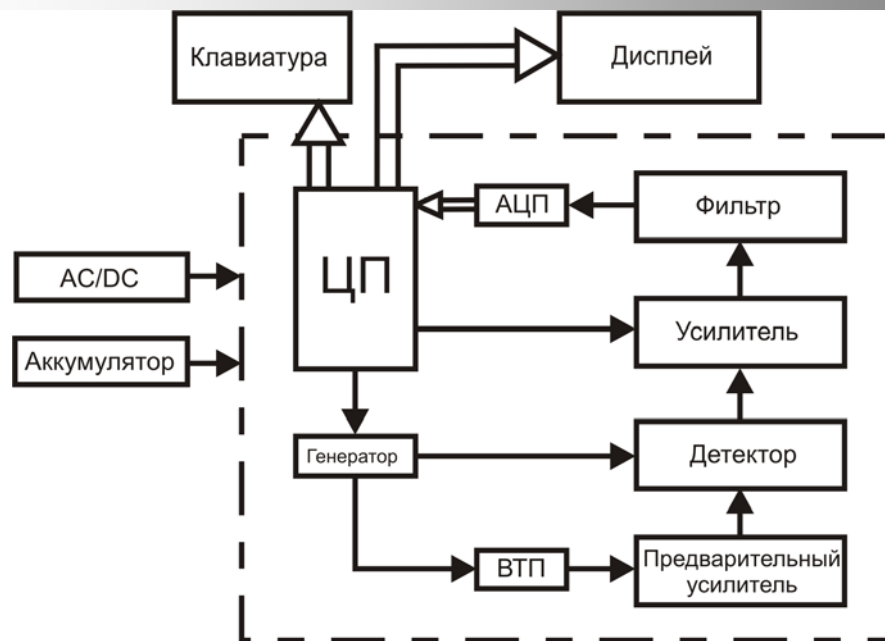 Клавиатура
Дисплей
АЦП
Фильтр
ЦП
AC/DC
Усилитель
Аккумулятор
Генератор
Детектор
ВТП
Предварительный
усилитель